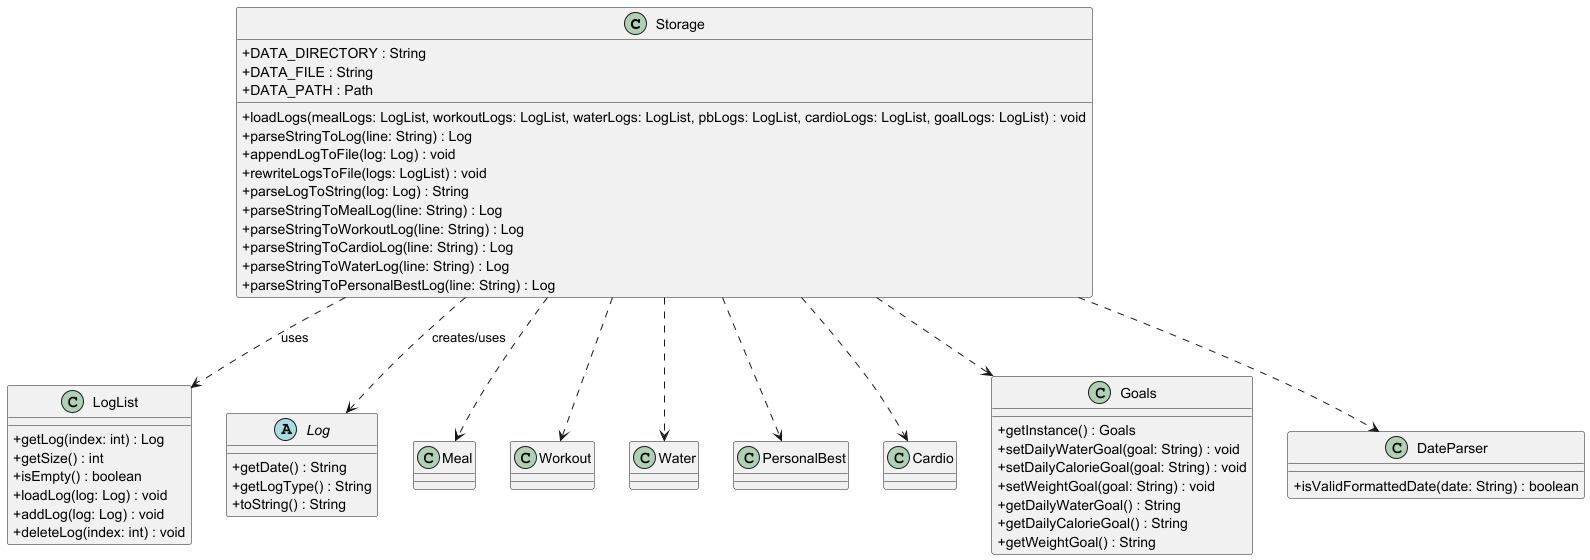 C Storage
+DATA_DIRECTORY : String
+DATA_FILE : String
+DATA_PATH : Path
+loadLogs(mealLogs: LogList, workoutLogs: LogList, waterLogs: LogList, pbLogs: LogList, cardioLogs: LogList, goalLogs: LogList) : void
+parseStringToLog(line: String) : Log
+appendLogToFile(log: Log) : void
+rewriteLogsToFile(logs: LogList) : void
+parseLogToString(log: Log) : String
+parseStringToMealLog(line: String) : Log
+parseStringToWorkoutLog(line: String) : Log
+parseStringToCardioLog(line: String) : Log
+parseStringToWaterLog(line: String) : Log
+parseStringToPersonalBestLog(line: String) : Log
uses
creates/uses
C LogList
+getLog(index: int) : Log
+getSize() : int
+isEmpty() : boolean
+loadLog(log: Log) : void
+addLog(log: Log) : void
+deleteLog(index: int) : void
A Log
+getDate() : String
+getLogType() : String
+toString() : String
C Meal
C Workout
C Water
C PersonalBest
C Cardio
C Goals
+getInstance() : Goals
+setDailyWaterGoal(goal: String) : void
+setDailyCalorieGoal(goal: String) : void
+setWeightGoal(goal: String) : void
+getDailyWaterGoal() : String
+getDailyCalorieGoal() : String
+getWeightGoal() : String
C DateParser
+isValidFormattedDate(date: String) : boolean